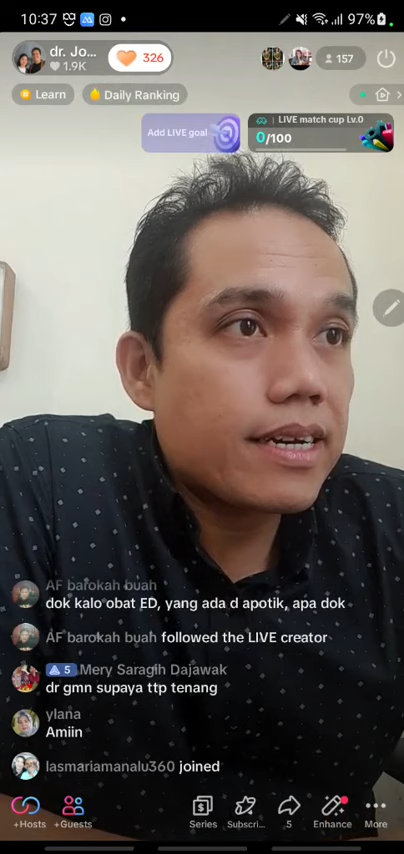 10:37
97%
dr. Jo...
1.9K
326
157
Learn
Daily Ranking
Add LIVE goal
LIVE match cup Lv.0
0/100
AF barokah buah
dok kalo obat ED, yang ada d apotik, apa dok
AF barokah buah followed the LIVE creator
5 Mery Saragih Dajawak
dr gmn supaya ttp tenang
ylana
Amiin
lasmariamanalu360 joined
+Hosts
+Guests
Series
Subscri...
5
Enhance
More